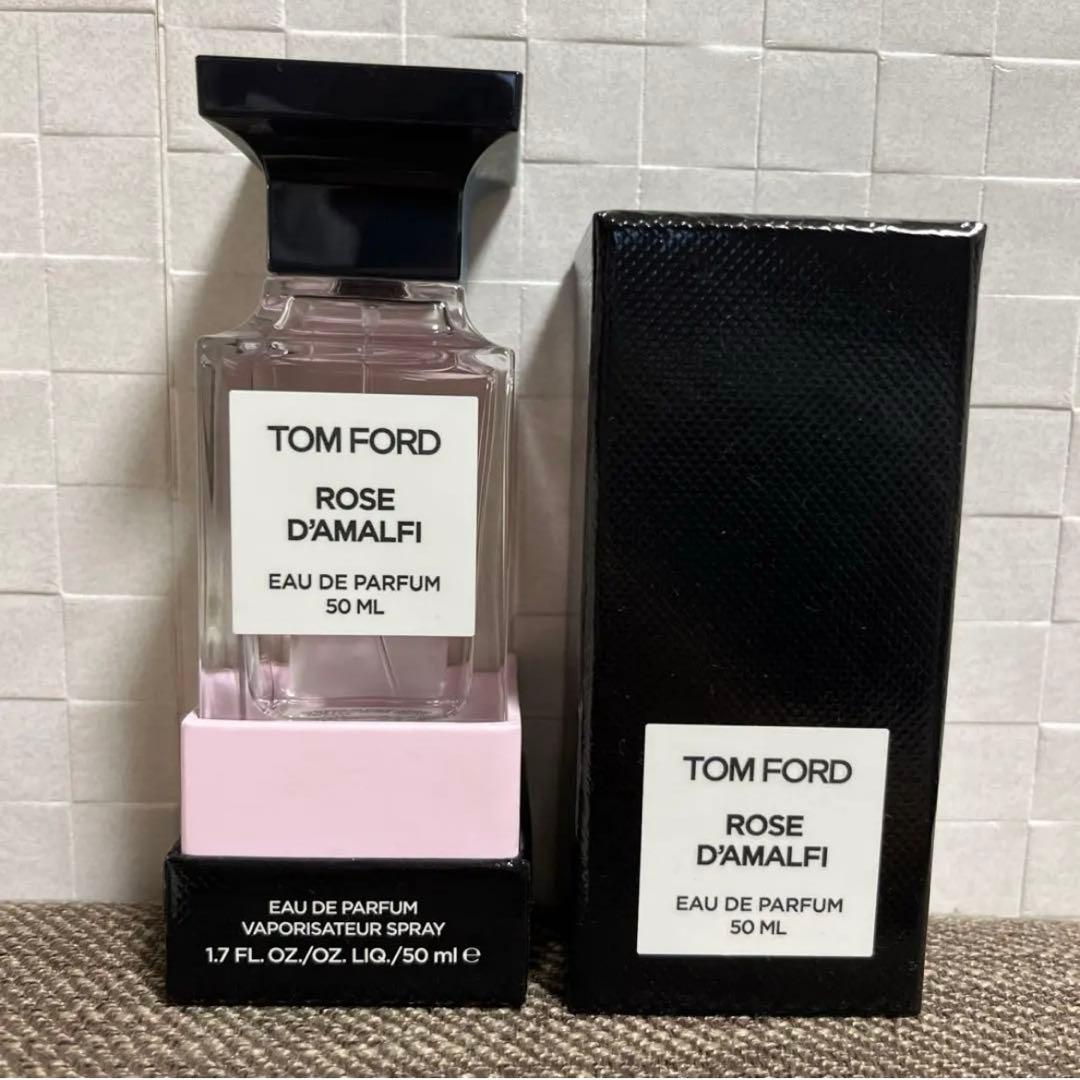 TOM FORD
ROSE
D'AMALFI
EAU DE PARFUM
50 ML
EAU DE PARFUM
VAPORISATEUR SPRAY
1.7 FL. OZ./OZ. LIQ./50 ml ℮
TOM FORD
ROSE
D'AMALFI
EAU DE PARFUM
50 ML